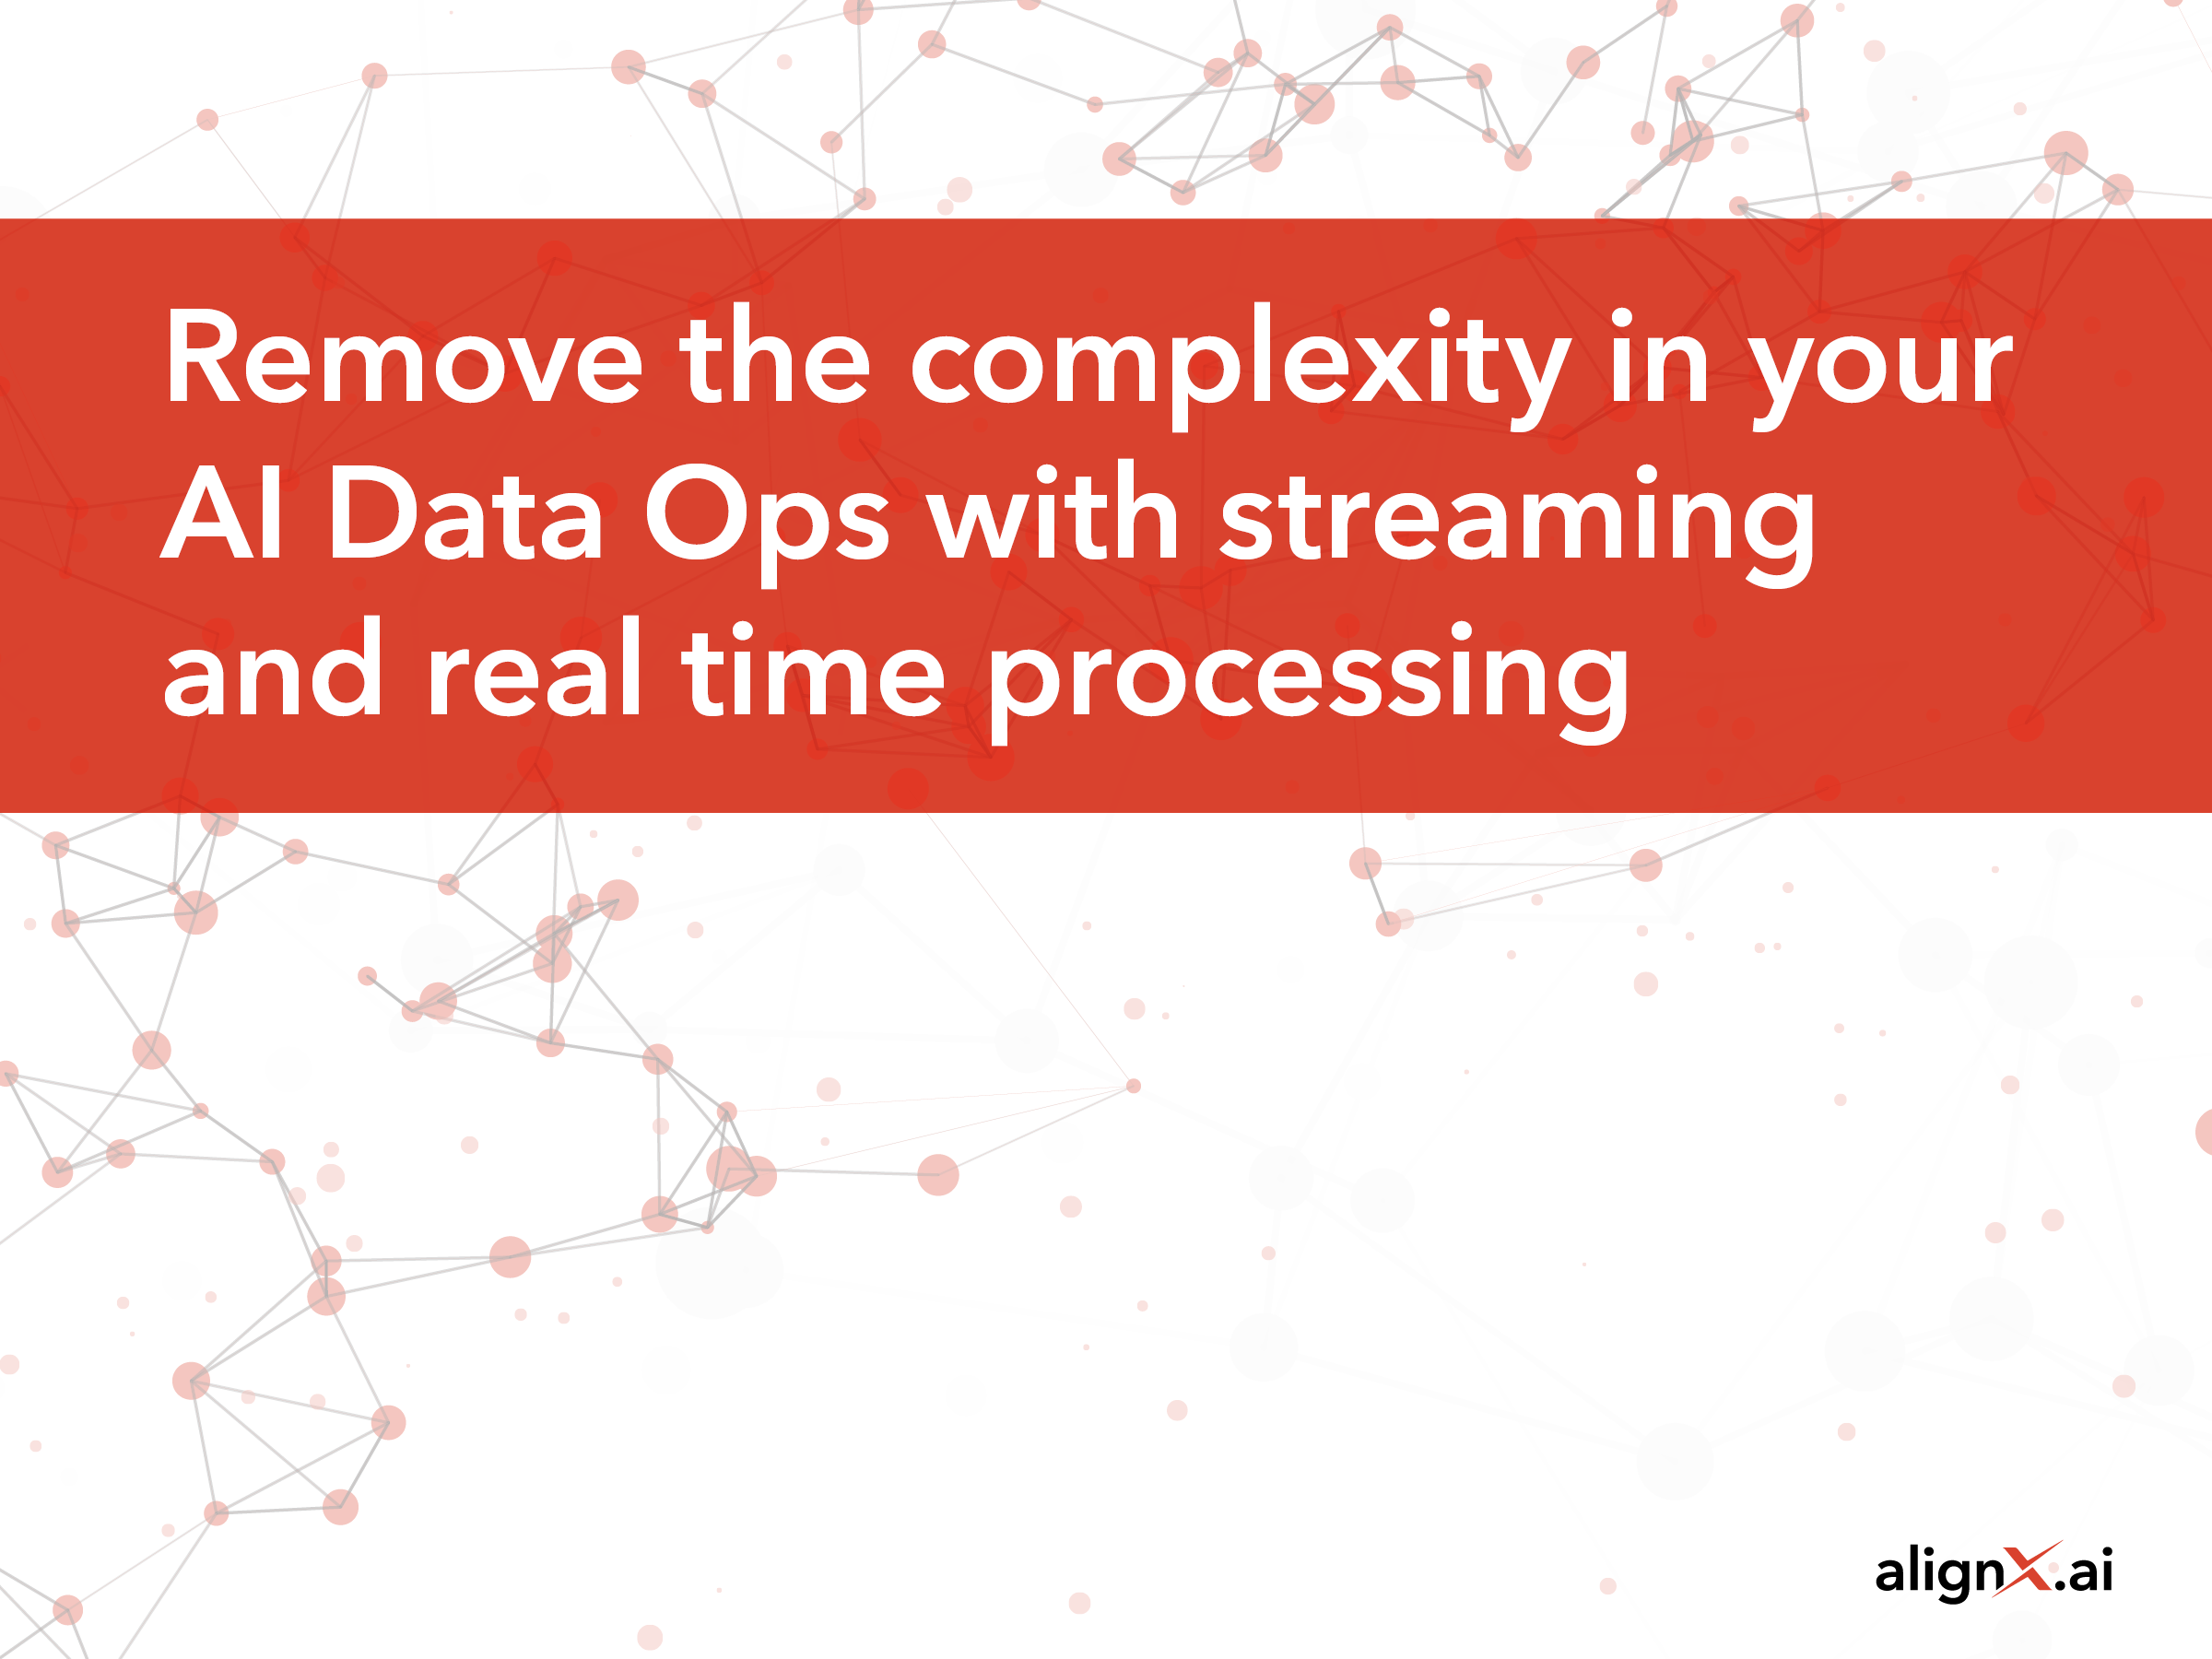 Remove the complexity in your
AI Data Ops with streaming
and real time processing
alignX.ai